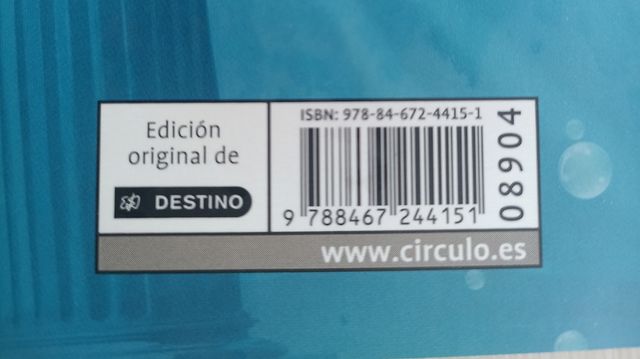 Edición
original de
DESTINO
ISBN: 978-84-672-4415-1
9 788467 244151
08904
www.circulo.es